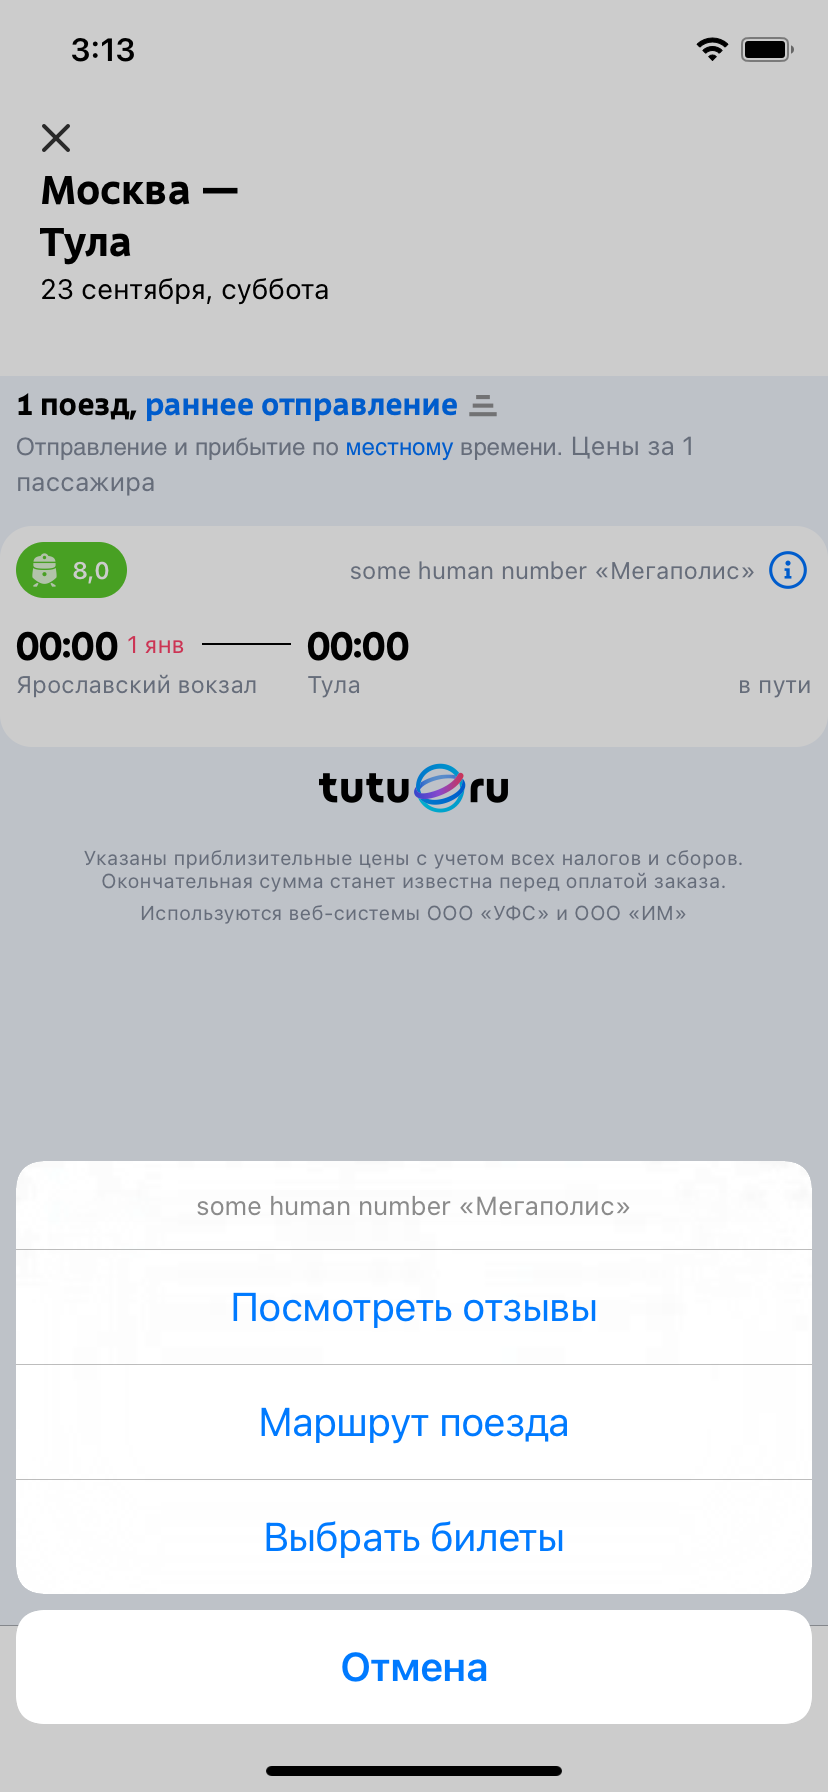 3:13
Москва —
Тула
23 сентября, суббота
1 поезд, раннее отправление
Отправление и прибытие по местному времени. Цены за 1
пассажира
8,0 some human number «Мегаполис»
00:00 1 янв 00:00
Ярославский вокзал Тула в пути
tutu ru
Указаны приблизительные цены с учетом всех налогов и сборов.
Окончательная сумма станет известна перед оплатой заказа.
Используются веб-системы ООО «УФС» и ООО «ИМ»
some human number «Мегаполис»
Посмотреть отзывы
Маршрут поезда
Выбрать билеты
Отмена